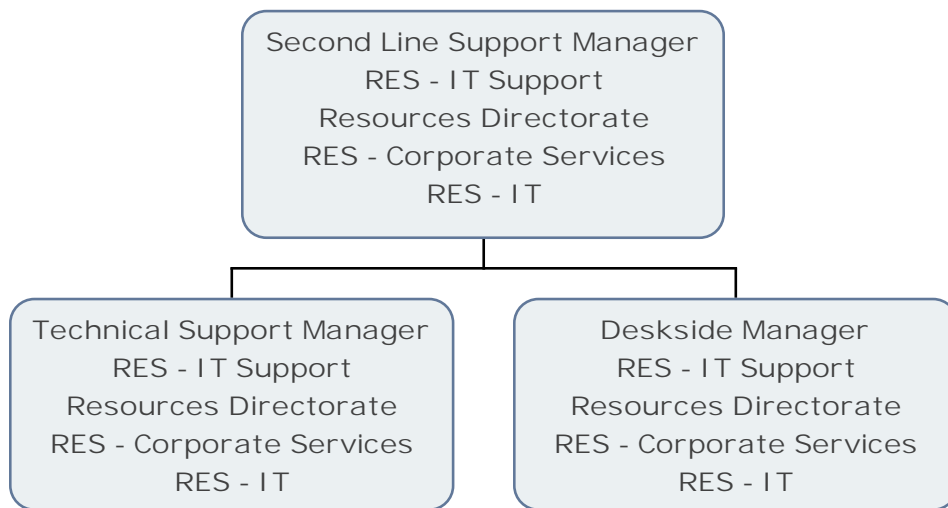 Second Line Support Manager
RES - IT Support
Resources Directorate
RES - Corporate Services
RES - IT
Technical Support Manager
RES - IT Support
Resources Directorate
RES - Corporate Services
RES - IT
Deskside Manager
RES - IT Support
Resources Directorate
RES - Corporate Services
RES - IT